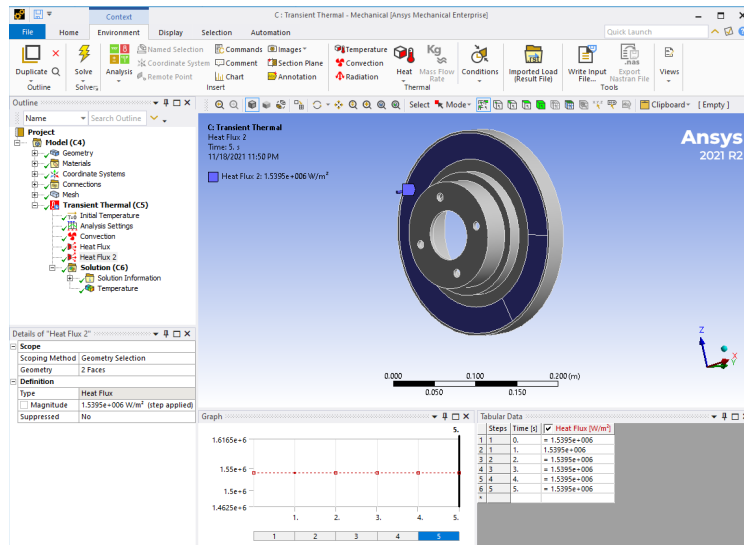 C : Transient Thermal - Mechanical [Ansys Mechanical Enterprise]
Context
File Home Environment Display Selection Automation
Quick Launch
Duplicate
Outline
Solve
Solvers
Analysis
Named Selection
Coordinate System
Remote Point
Commands
Comment
Chart
Images
Section Plane
Annotation
Insert
Temperature
Convection
Radiation
Heat
Mass Flow
Rate
Conditions
Thermal
Imported Load
(Result File)
Write Input
File...
Export
Nastran File
Tools
Views
Outline
Name
Search Outline
Select Mode
Clipboard [ Empty ]
Project
Model (C4)
Geometry
Materials
Coordinate Systems
Connections
Mesh
Transient Thermal (C5)
Initial Temperature
Analysis Settings
Convection
Heat Flux
Heat Flux 2
Solution (C6)
Solution Information
Temperature
C: Transient Thermal
Heat Flux 2
Time: 5. s
11/18/2021 11:50 PM
Heat Flux 2: 1.5395e+006 W/m²
Ansys
2021 R2
Z
X
Y
0.000 0.100 0.200 (m)
0.050 0.150
Details of "Heat Flux 2"
Scope
Scoping Method Geometry Selection
Geometry 2 Faces
Definition
Type Heat Flux
Magnitude 1.5395e+006 W/m² (step applied)
Suppressed No
Graph
5.
1.6165e+6
1.55e+6
1.5e+6
1.4625e+6
1. 2. 3. 4. 5.
1 2 3 4 5
Tabular Data
Steps Time [s] Heat Flux [W/m²]
1 1 0. = 1.5395e+006
2 1 1. 1.5395e+006
3 2 2. = 1.5395e+006
4 3 3. = 1.5395e+006
5 4 4. = 1.5395e+006
6 5 5. = 1.5395e+006
*